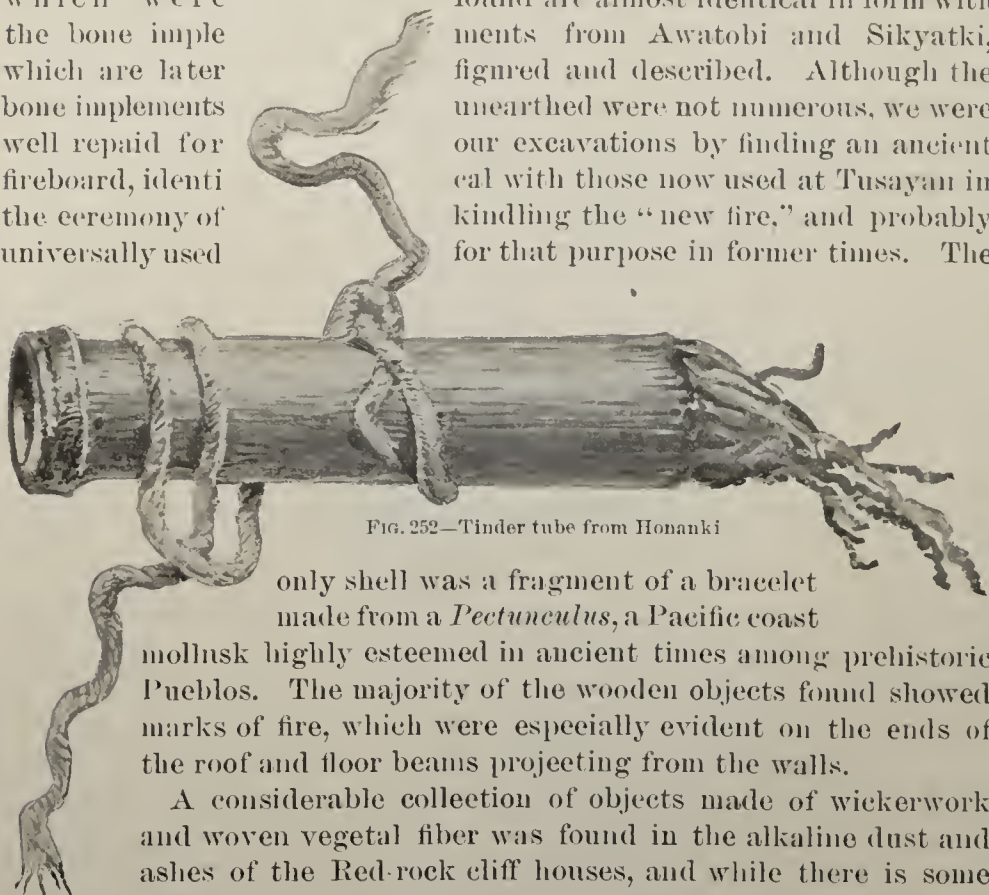 which were found are almost identical in form with
the bone imple ments from Awatobi and Sikyatki,
which are later figured and described. Although the
bone implements unearthed were not numerous, we were
well repaid for our excavations by finding an ancient
fireboard, identi cal with those now used at Tusayan in
the ceremony of kindling the “new fire,” and probably
universally used for that purpose in former times. The
FIG. 252—Tinder tube from Honanki
only shell was a fragment of a bracelet
made from a Pectunculus, a Pacific coast
mollusk highly esteemed in ancient times among prehistoric
Pueblos. The majority of the wooden objects found showed
marks of fire, which were especially evident on the ends of
the roof and floor beams projecting from the walls.
A considerable collection of objects made of wickerwork
and woven vegetal fiber was found in the alkaline dust and
ashes of the Red-rock cliff houses, and while there is some